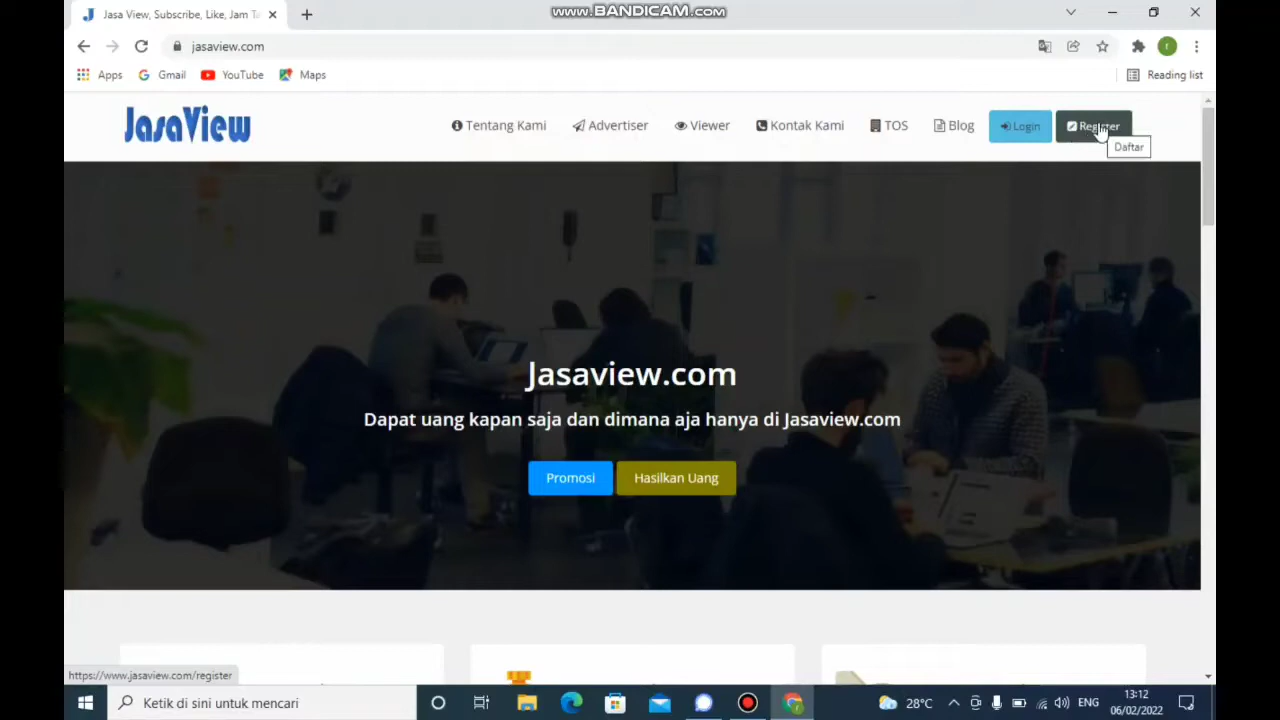 www.BANDICAM.com
Jasa View, Subscribe, Like, Jam Ta
jasaview.com
Apps Gmail YouTube Maps Reading list
JasaView Tentang Kami Advertiser Viewer Kontak Kami TOS Blog Login Register
Daftar
Jasaview.com
Dapat uang kapan saja dan dimana aja hanya di Jasaview.com
Promosi Hasilkan Uang
https://www.jasaview.com/register
Ketik di sini untuk mencari 28°C ENG 13:12
06/02/2022